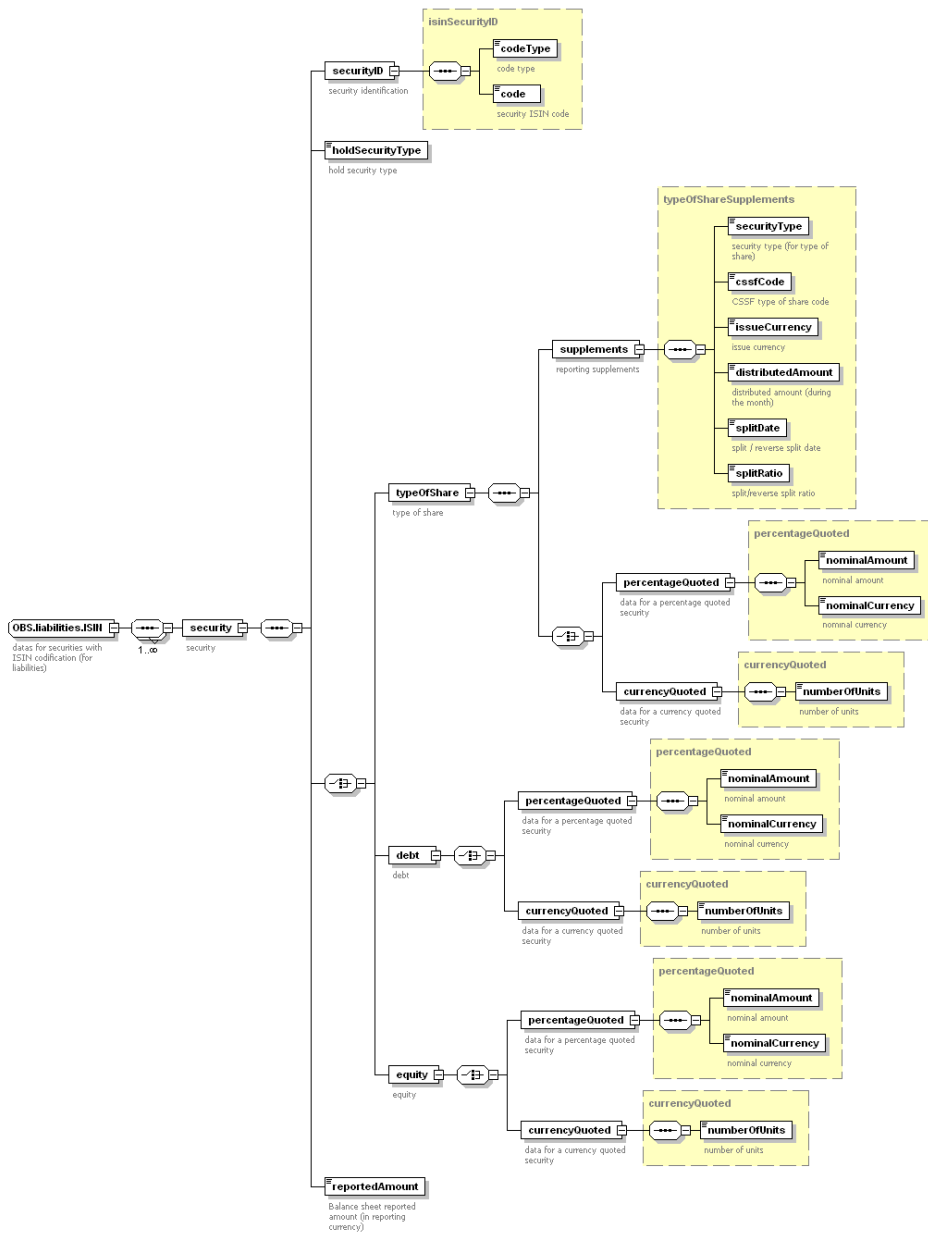 isinSecurityID
codeType
code type
code
security ISIN code
securityID
security identification
holdSecurityType
hold security type
typeOfShareSupplements
securityType
security type (for type of
share)
cssfCode
CSSF type of share code
issueCurrency
issue currency
distributedAmount
distributed amount (during
the month)
splitDate
split / reverse split date
splitRatio
split/reverse split ratio
supplements
reporting supplements
typeOfShare
type of share
percentageQuoted
nominalAmount
nominal amount
nominalCurrency
nominal currency
percentageQuoted
data for a percentage quoted
security
currencyQuoted
numberOfUnits
number of units
currencyQuoted
data for a currency quoted
security
OBS.liabilities.ISIN
datas for securities with
ISIN codification (for
liabilities)
1..∞
security
security
percentageQuoted
nominalAmount
nominal amount
nominalCurrency
nominal currency
percentageQuoted
data for a percentage quoted
security
debt
debt
currencyQuoted
numberOfUnits
number of units
currencyQuoted
data for a currency quoted
security
percentageQuoted
nominalAmount
nominal amount
nominalCurrency
nominal currency
percentageQuoted
data for a percentage quoted
security
equity
equity
currencyQuoted
numberOfUnits
number of units
currencyQuoted
data for a currency quoted
security
reportedAmount
Balance sheet reported
amount (in reporting
currency)